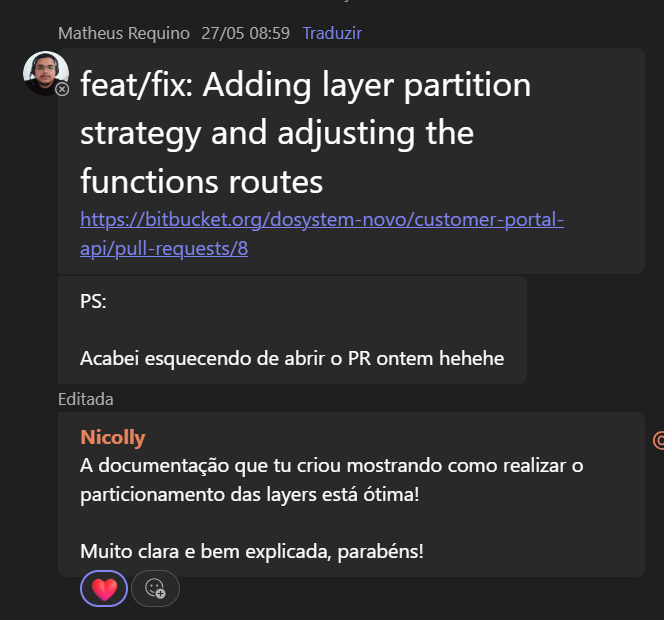 Matheus Requino 27/05 08:59 Traduzir
feat/fix: Adding layer partition
strategy and adjusting the
functions routes
https://bitbucket.org/dosystem-novo/customer-portal-
api/pull-requests/8
PS:
Acabei esquecendo de abrir o PR ontem hehehe
Editada
Nicolly
A documentação que tu criou mostrando como realizar o
particionamento das layers está ótima!
Muito clara e bem explicada, parabéns!